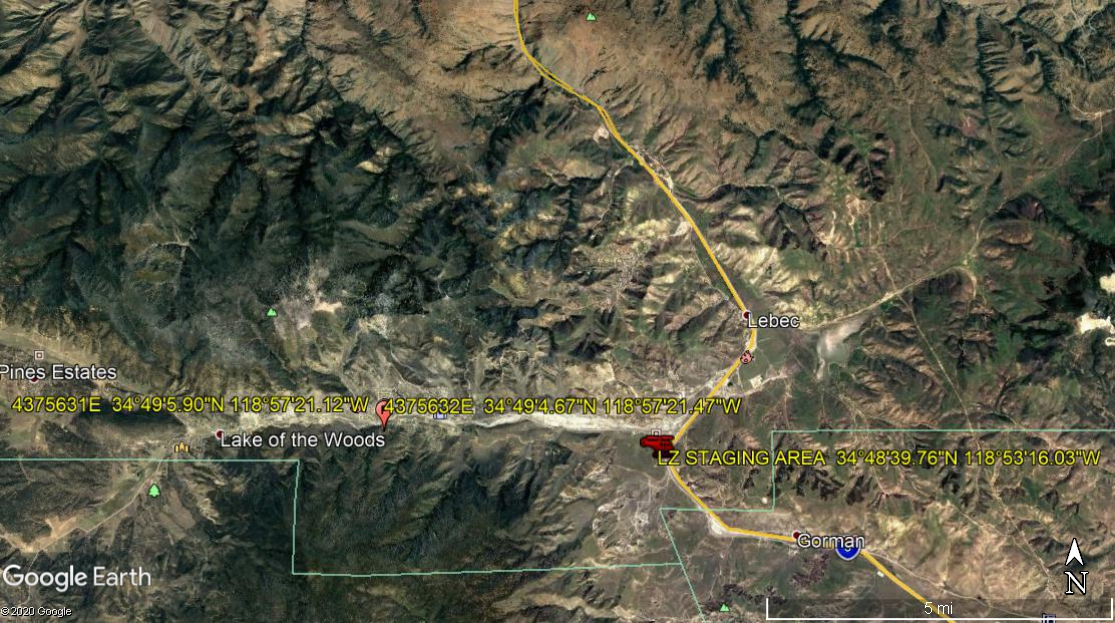 Lebec
Pines Estates
4375631E 34°49'5.90"N 118°57'21.12"W
4375632E 34°49'4.67"N 118°57'21.47"W
Lake of the Woods
LZ STAGING AREA 34°48'39.76"N 118°53'16.03"W
Gorman
Google Earth
N
©2020 Google
5 mi